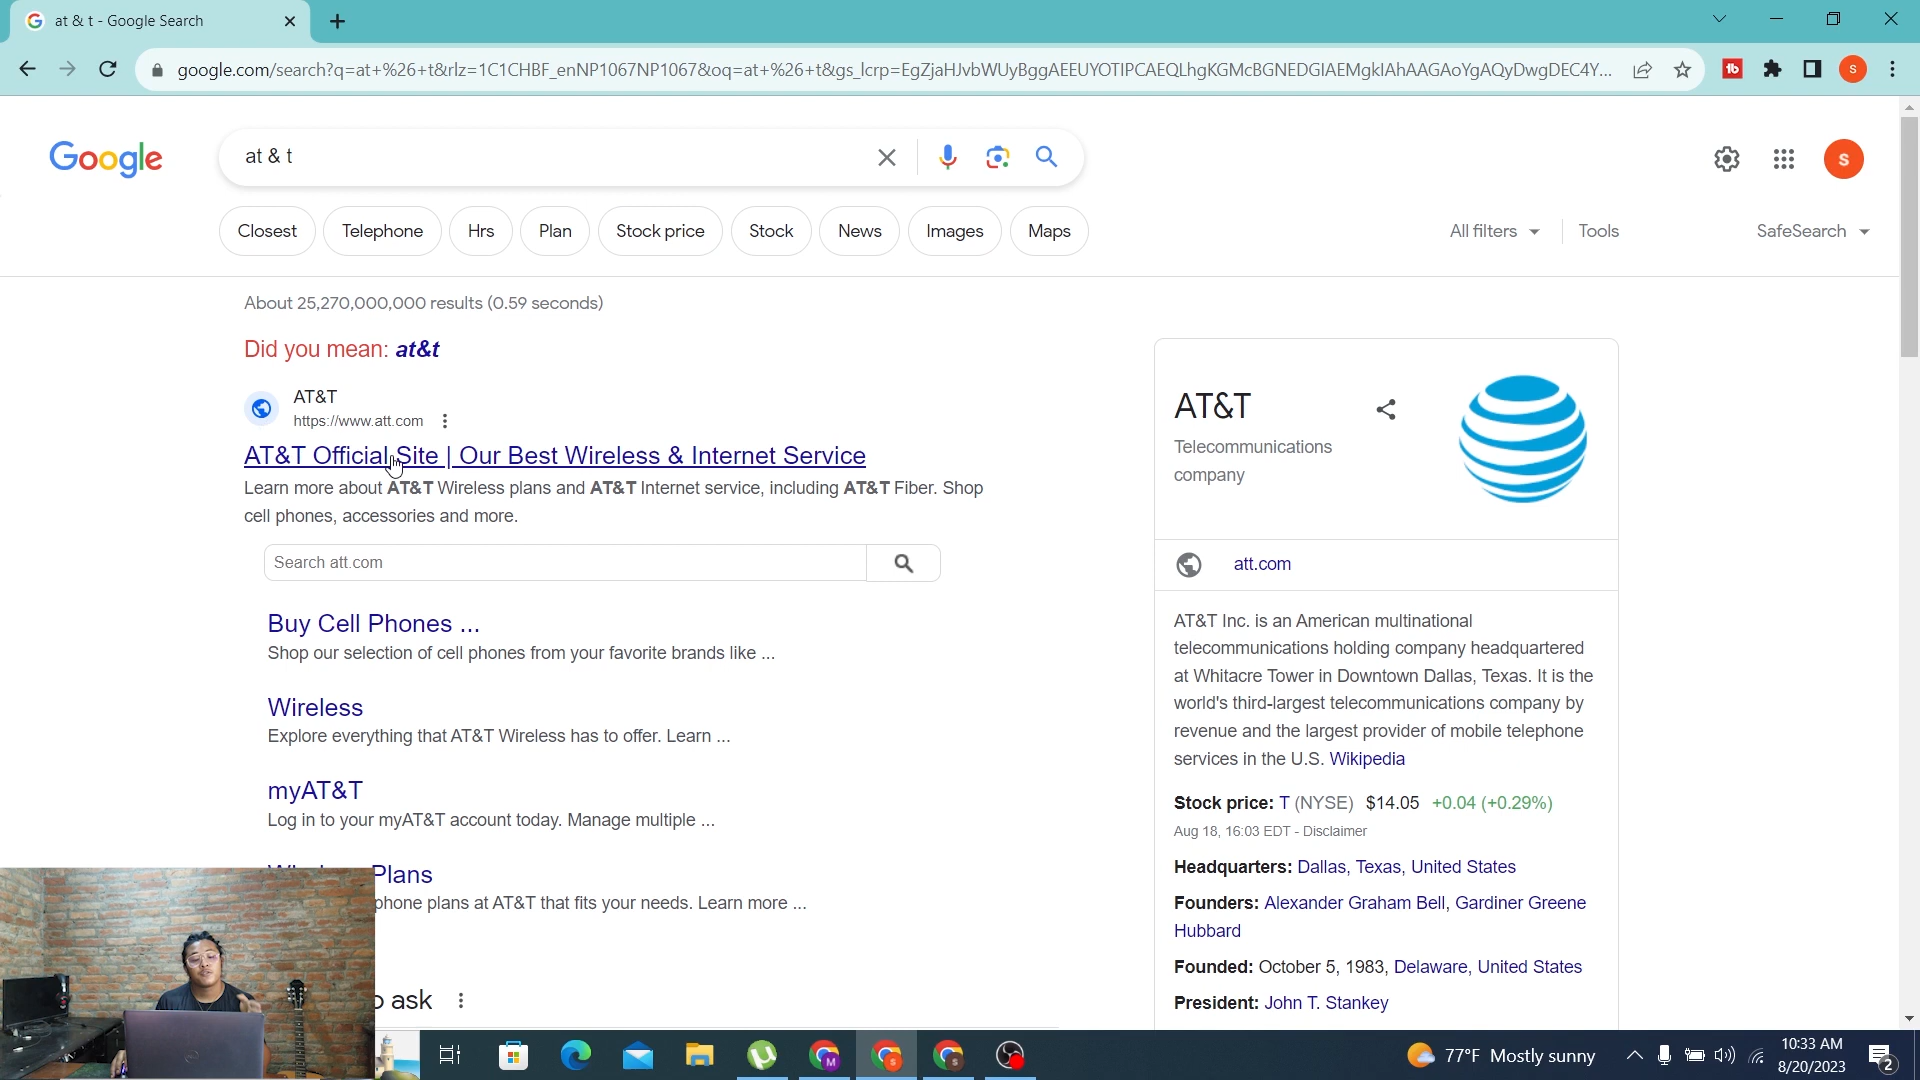 at & t - Google Search
google.com/search?q=at+%26+t&rlz=1C1CHBF_enNP1067NP1067&oq=at+%26+t&gs_lcrp=EgZjaHJvbWUyBggAEEUYOTIPCAEQLhgKGMcBGNEDGIAEMgkIAhAAGAoYgAQyDwgDEC4Y...
S
Google
at & t
S
Closest
Telephone
Hrs
Plan
Stock price
Stock
News
Images
Maps
All filters
Tools
SafeSearch
About 25,270,000,000 results (0.59 seconds)
Did you mean: at&t
AT&T
https://www.att.com
AT&T Official Site | Our Best Wireless & Internet Service
Learn more about AT&T Wireless plans and AT&T Internet service, including AT&T Fiber. Shop
cell phones, accessories and more.
Search att.com
Buy Cell Phones ...
Shop our selection of cell phones from your favorite brands like ...
Wireless
Explore everything that AT&T Wireless has to offer. Learn ...
myAT&T
Log in to your myAT&T account today. Manage multiple ...
Plans
phone plans at AT&T that fits your needs. Learn more ...
o ask
AT&T
Telecommunications
company
att.com
AT&T Inc. is an American multinational
telecommunications holding company headquartered
at Whitacre Tower in Downtown Dallas, Texas. It is the
world's third-largest telecommunications company by
revenue and the largest provider of mobile telephone
services in the U.S. Wikipedia
Stock price: T (NYSE) $14.05 +0.04 (+0.29%)
Aug 18, 16:03 EDT - Disclaimer
Headquarters: Dallas, Texas, United States
Founders: Alexander Graham Bell, Gardiner Greene
Hubbard
Founded: October 5, 1983, Delaware, United States
President: John T. Stankey
77°F Mostly sunny
10:33 AM
8/20/2023
2